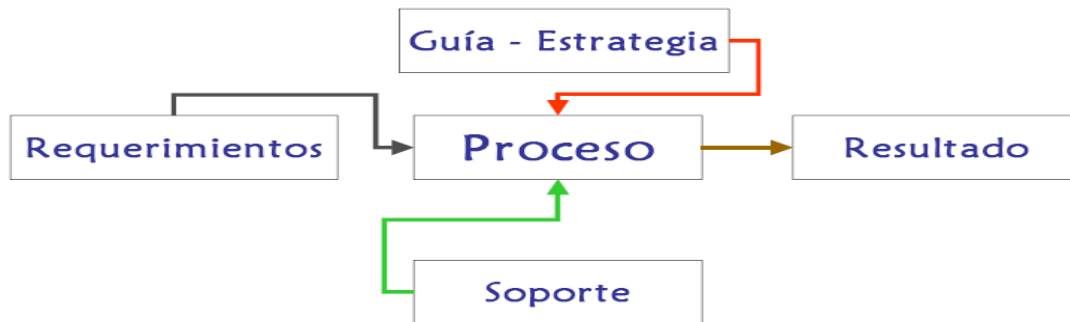 Guía - Estrategia
Requerimientos
Proceso
Resultado
Soporte